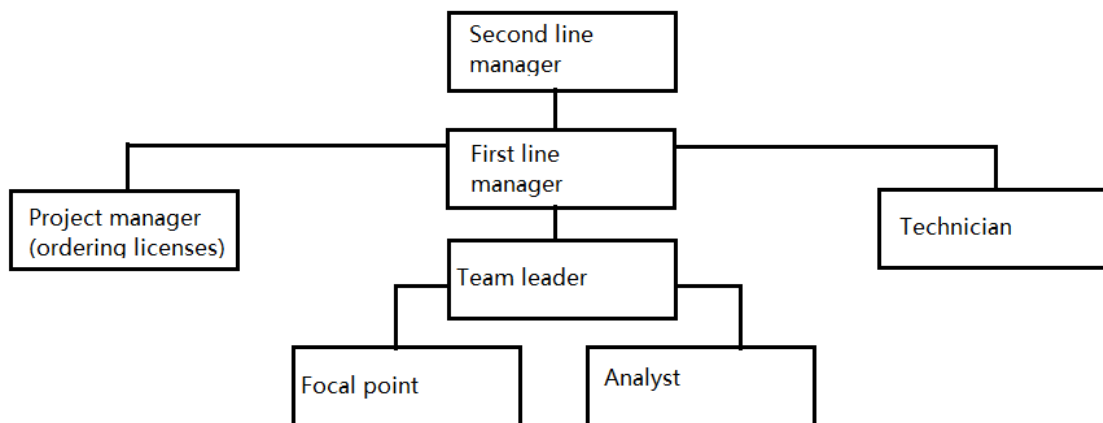 Second line
manager
First line
manager
Project manager
(ordering licenses)
Technician
Team leader
Focal point
Analyst